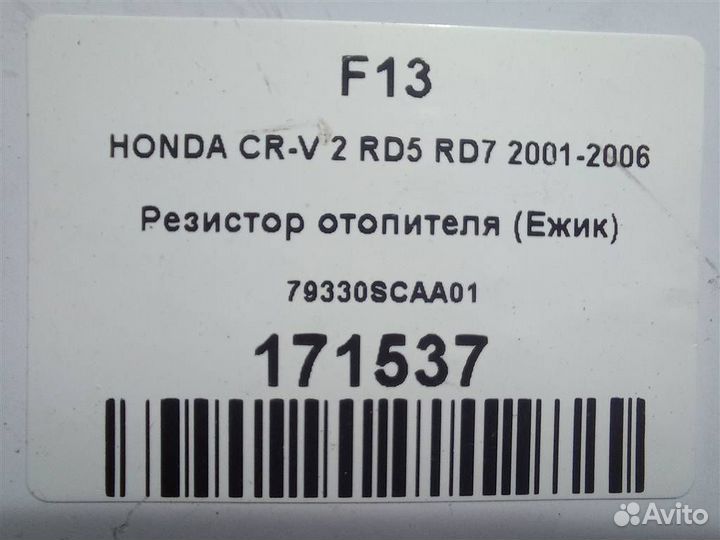 F13
HONDA CR-V 2 RD5 RD7 2001-2006
Резистор отопителя (Ежик)
79330SCAA01
171537
Avito